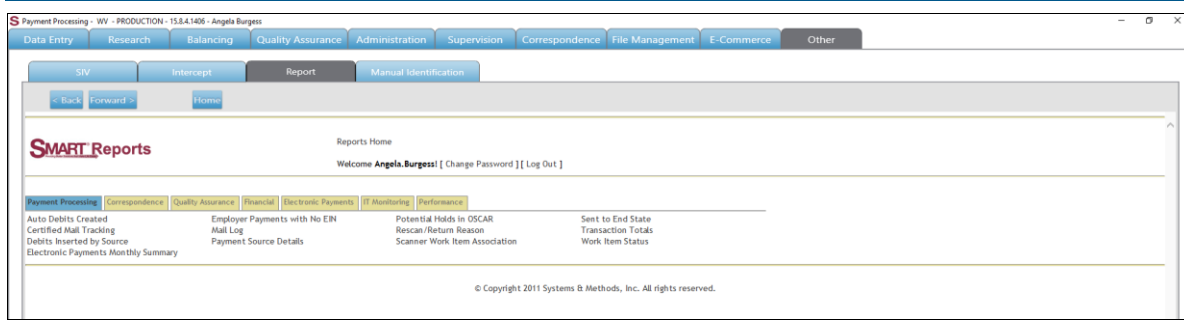 S Payment Processing - WV - PRODUCTION - 15.8.4.1406 - Angela Burgess
Data Entry Research Balancing Quality Assurance Administration Supervision Correspondence File Management E-Commerce Other
SIV Intercept Report Manual Identification
< Back Forward > Home
SMART Reports
Reports Home
Welcome Angela.Burgess! [ Change Password ] [ Log Out ]
Payment Processing Correspondence Quality Assurance Financial Electronic Payments IT Monitoring Performance
Auto Debits Created Employer Payments with No EIN Potential Holds in OSCAR Sent to End State
Certified Mail Tracking Mail Log Rescan/Return Reason Transaction Totals
Debits Inserted by Source Payment Source Details Scanner Work Item Association Work Item Status
Electronic Payments Monthly Summary
© Copyright 2011 Systems & Methods, Inc. All rights reserved.